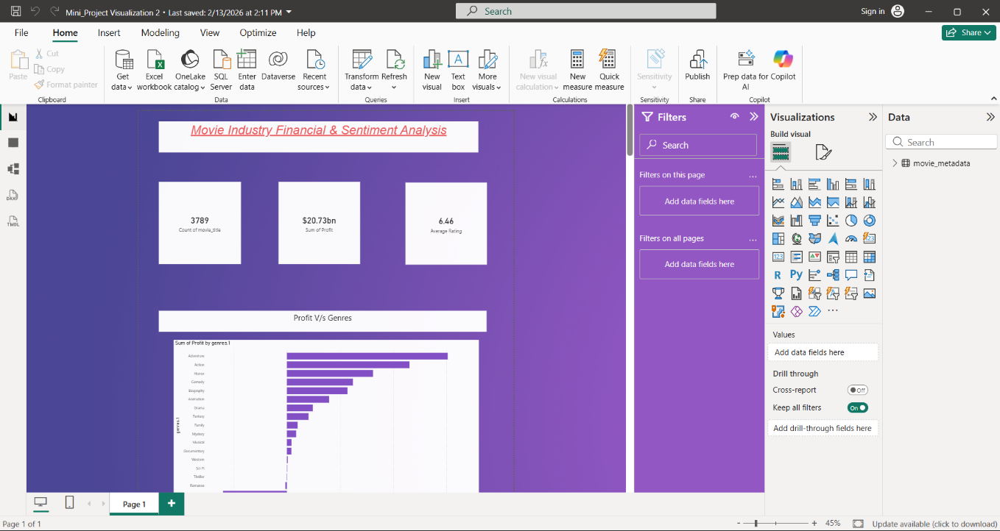 Mini_Project Visualization 2 • Last saved: 2/13/2026 at 2:11 PM
Search
Sign in
File Home Insert Modeling View Optimize Help
Share
Paste
Cut
Copy
Format painter
Clipboard
Get data
Excel workbook
OneLake catalog
SQL Server
Enter data
Dataverse
Recent sources
Data
Transform data
Refresh
Queries
New visual
Text box
More visuals
Insert
New visual calculation
New measure
Quick measure
Calculations
Sensitivity
Sensitivity
Publish
Share
Prep data for AI
Copilot
Copilot
DAX
TMDL
Movie Industry Financial & Sentiment Analysis
3789
Count of movie_title
$20.73bn
Sum of Profit
6.46
Average Rating
Profit V/s Genres
Sum of Profit by genres.1
genres.1
Adventure
Action
Horror
Comedy
Biography
Animation
Drama
Fantasy
Family
Mystery
Musical
Documentary
Western
Sci-Fi
Thriller
Romance
Filters
Search
Filters on this page ...
Add data fields here
Filters on all pages ...
Add data fields here
Visualizations
Build visual
123
123
R Py
...
Values
Add data fields here
Drill through
Cross-report Off
Keep all filters On
Add drill-through fields here
Data
Search
movie_metadata
Page 1
+
Page 1 of 1
- + 45%
Update available (click to download)